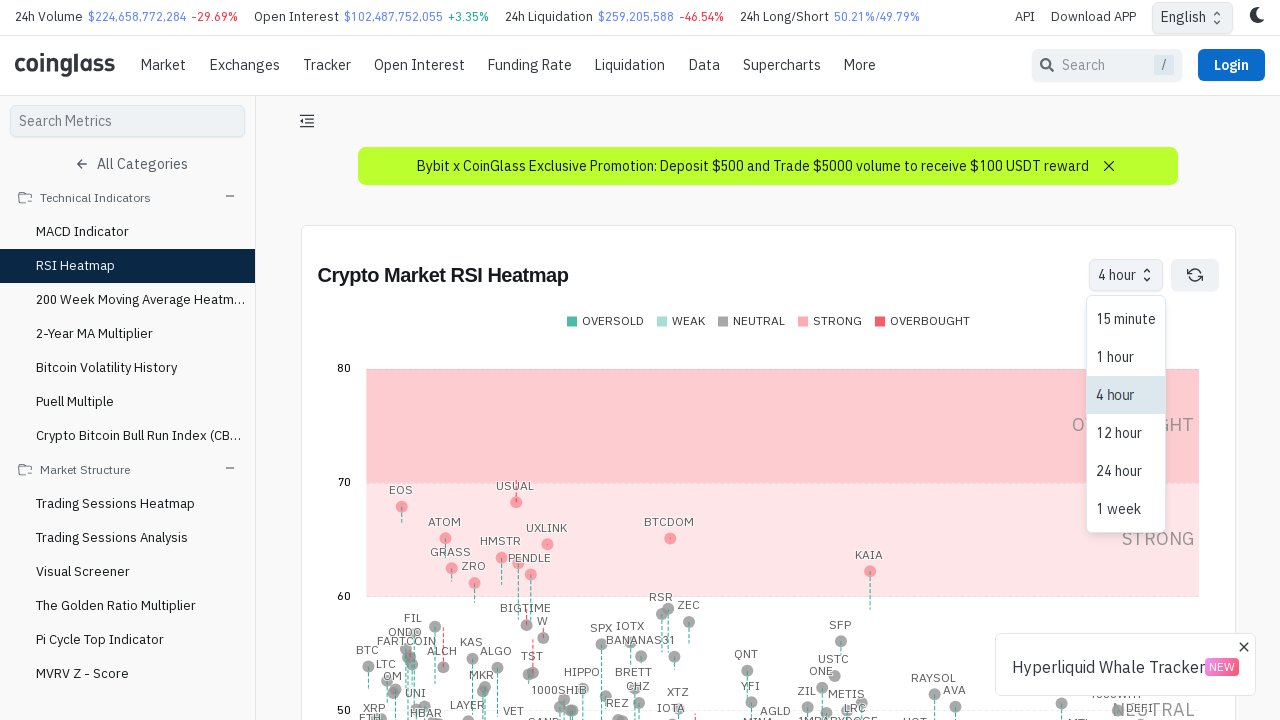 24h Volume $224,658,772,284 -29.69% Open Interest $102,487,752,055 +3.35% 24h Liquidation $259,205,588 -46.54% 24h Long/Short 50.21%/49.79% API Download APP English
coinglass Market Exchanges Tracker Open Interest Funding Rate Liquidation Data Supercharts More Search / Login
Search Metrics
All Categories
Technical Indicators
MACD Indicator
RSI Heatmap
200 Week Moving Average Heatm...
2-Year MA Multiplier
Bitcoin Volatility History
Puell Multiple
Crypto Bitcoin Bull Run Index (CB...
Market Structure
Trading Sessions Heatmap
Trading Sessions Analysis
Visual Screener
The Golden Ratio Multiplier
Pi Cycle Top Indicator
MVRV Z - Score
Bybit x CoinGlass Exclusive Promotion: Deposit $500 and Trade $5000 volume to receive $100 USDT reward
Crypto Market RSI Heatmap
4 hour
15 minute
1 hour
4 hour
12 hour
24 hour
1 week
OVERSOLD WEAK NEUTRAL STRONG OVERBOUGHT
80
70
EOS USUAL
ATOM UXLINK BTCDOM
STRONG
GRASS HMSTR PENDLE KAIA
ZRO
60
BIGTIME RSR ZEC
FIL W SPX IOTX SFP
ONDO
FARTCOIN KAS BANANAS31
BTC ALCH ALGO TST QNT USTC
LTC OM MKR HIPPO BRETT ONE
UNI 1000SHIB CHZ YFI ZIL RAYSOL
XRP LAYER REZ XTZ METIS AVA
50 HBAR VET IOTA AGLD LRC DEFI
Hyperliquid Whale Tracker NEW